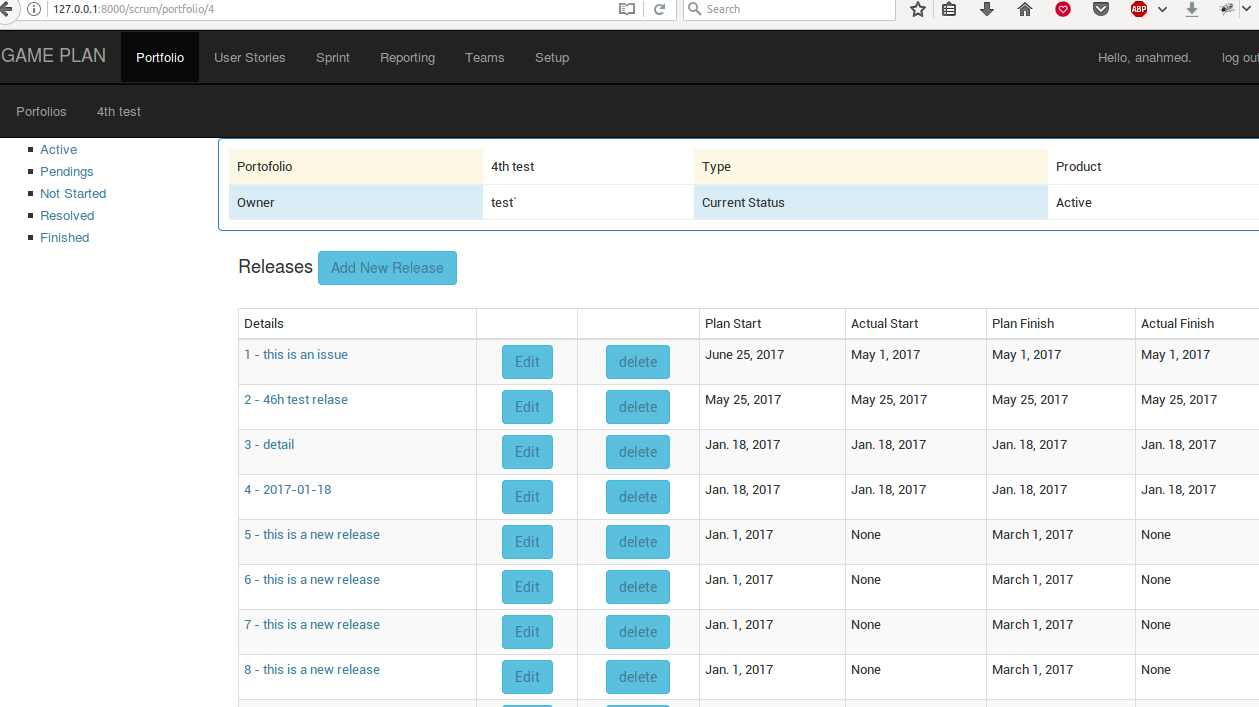 127.0.0.1:8000/scrum/portfolio/4 Search ABP
GAME PLAN Portfolio User Stories Sprint Reporting Teams Setup Hello, anahmed. log out
Porfolios 4th test
Active
Pendings
Not Started
Resolved
Finished
Portofolio 4th test Type Product
Owner test` Current Status Active
Releases Add New Release
Details Plan Start Actual Start Plan Finish Actual Finish
1 - this is an issue Edit delete June 25, 2017 May 1, 2017 May 1, 2017 May 1, 2017
2 - 46h test relase Edit delete May 25, 2017 May 25, 2017 May 25, 2017 May 25, 2017
3 - detail Edit delete Jan. 18, 2017 Jan. 18, 2017 Jan. 18, 2017 Jan. 18, 2017
4 - 2017-01-18 Edit delete Jan. 18, 2017 Jan. 18, 2017 Jan. 18, 2017 Jan. 18, 2017
5 - this is a new release Edit delete Jan. 1, 2017 None March 1, 2017 None
6 - this is a new release Edit delete Jan. 1, 2017 None March 1, 2017 None
7 - this is a new release Edit delete Jan. 1, 2017 None March 1, 2017 None
8 - this is a new release Edit delete Jan. 1, 2017 None March 1, 2017 None